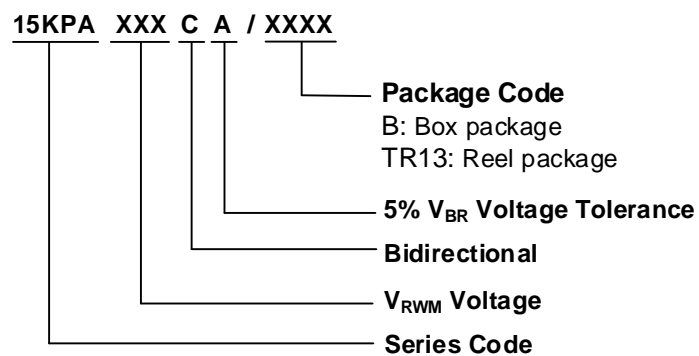 15KPA XXX C A / XXXX
Package Code
B: Box package
TR13: Reel package
5% VBR Voltage Tolerance
Bidirectional
VRWM Voltage
Series Code